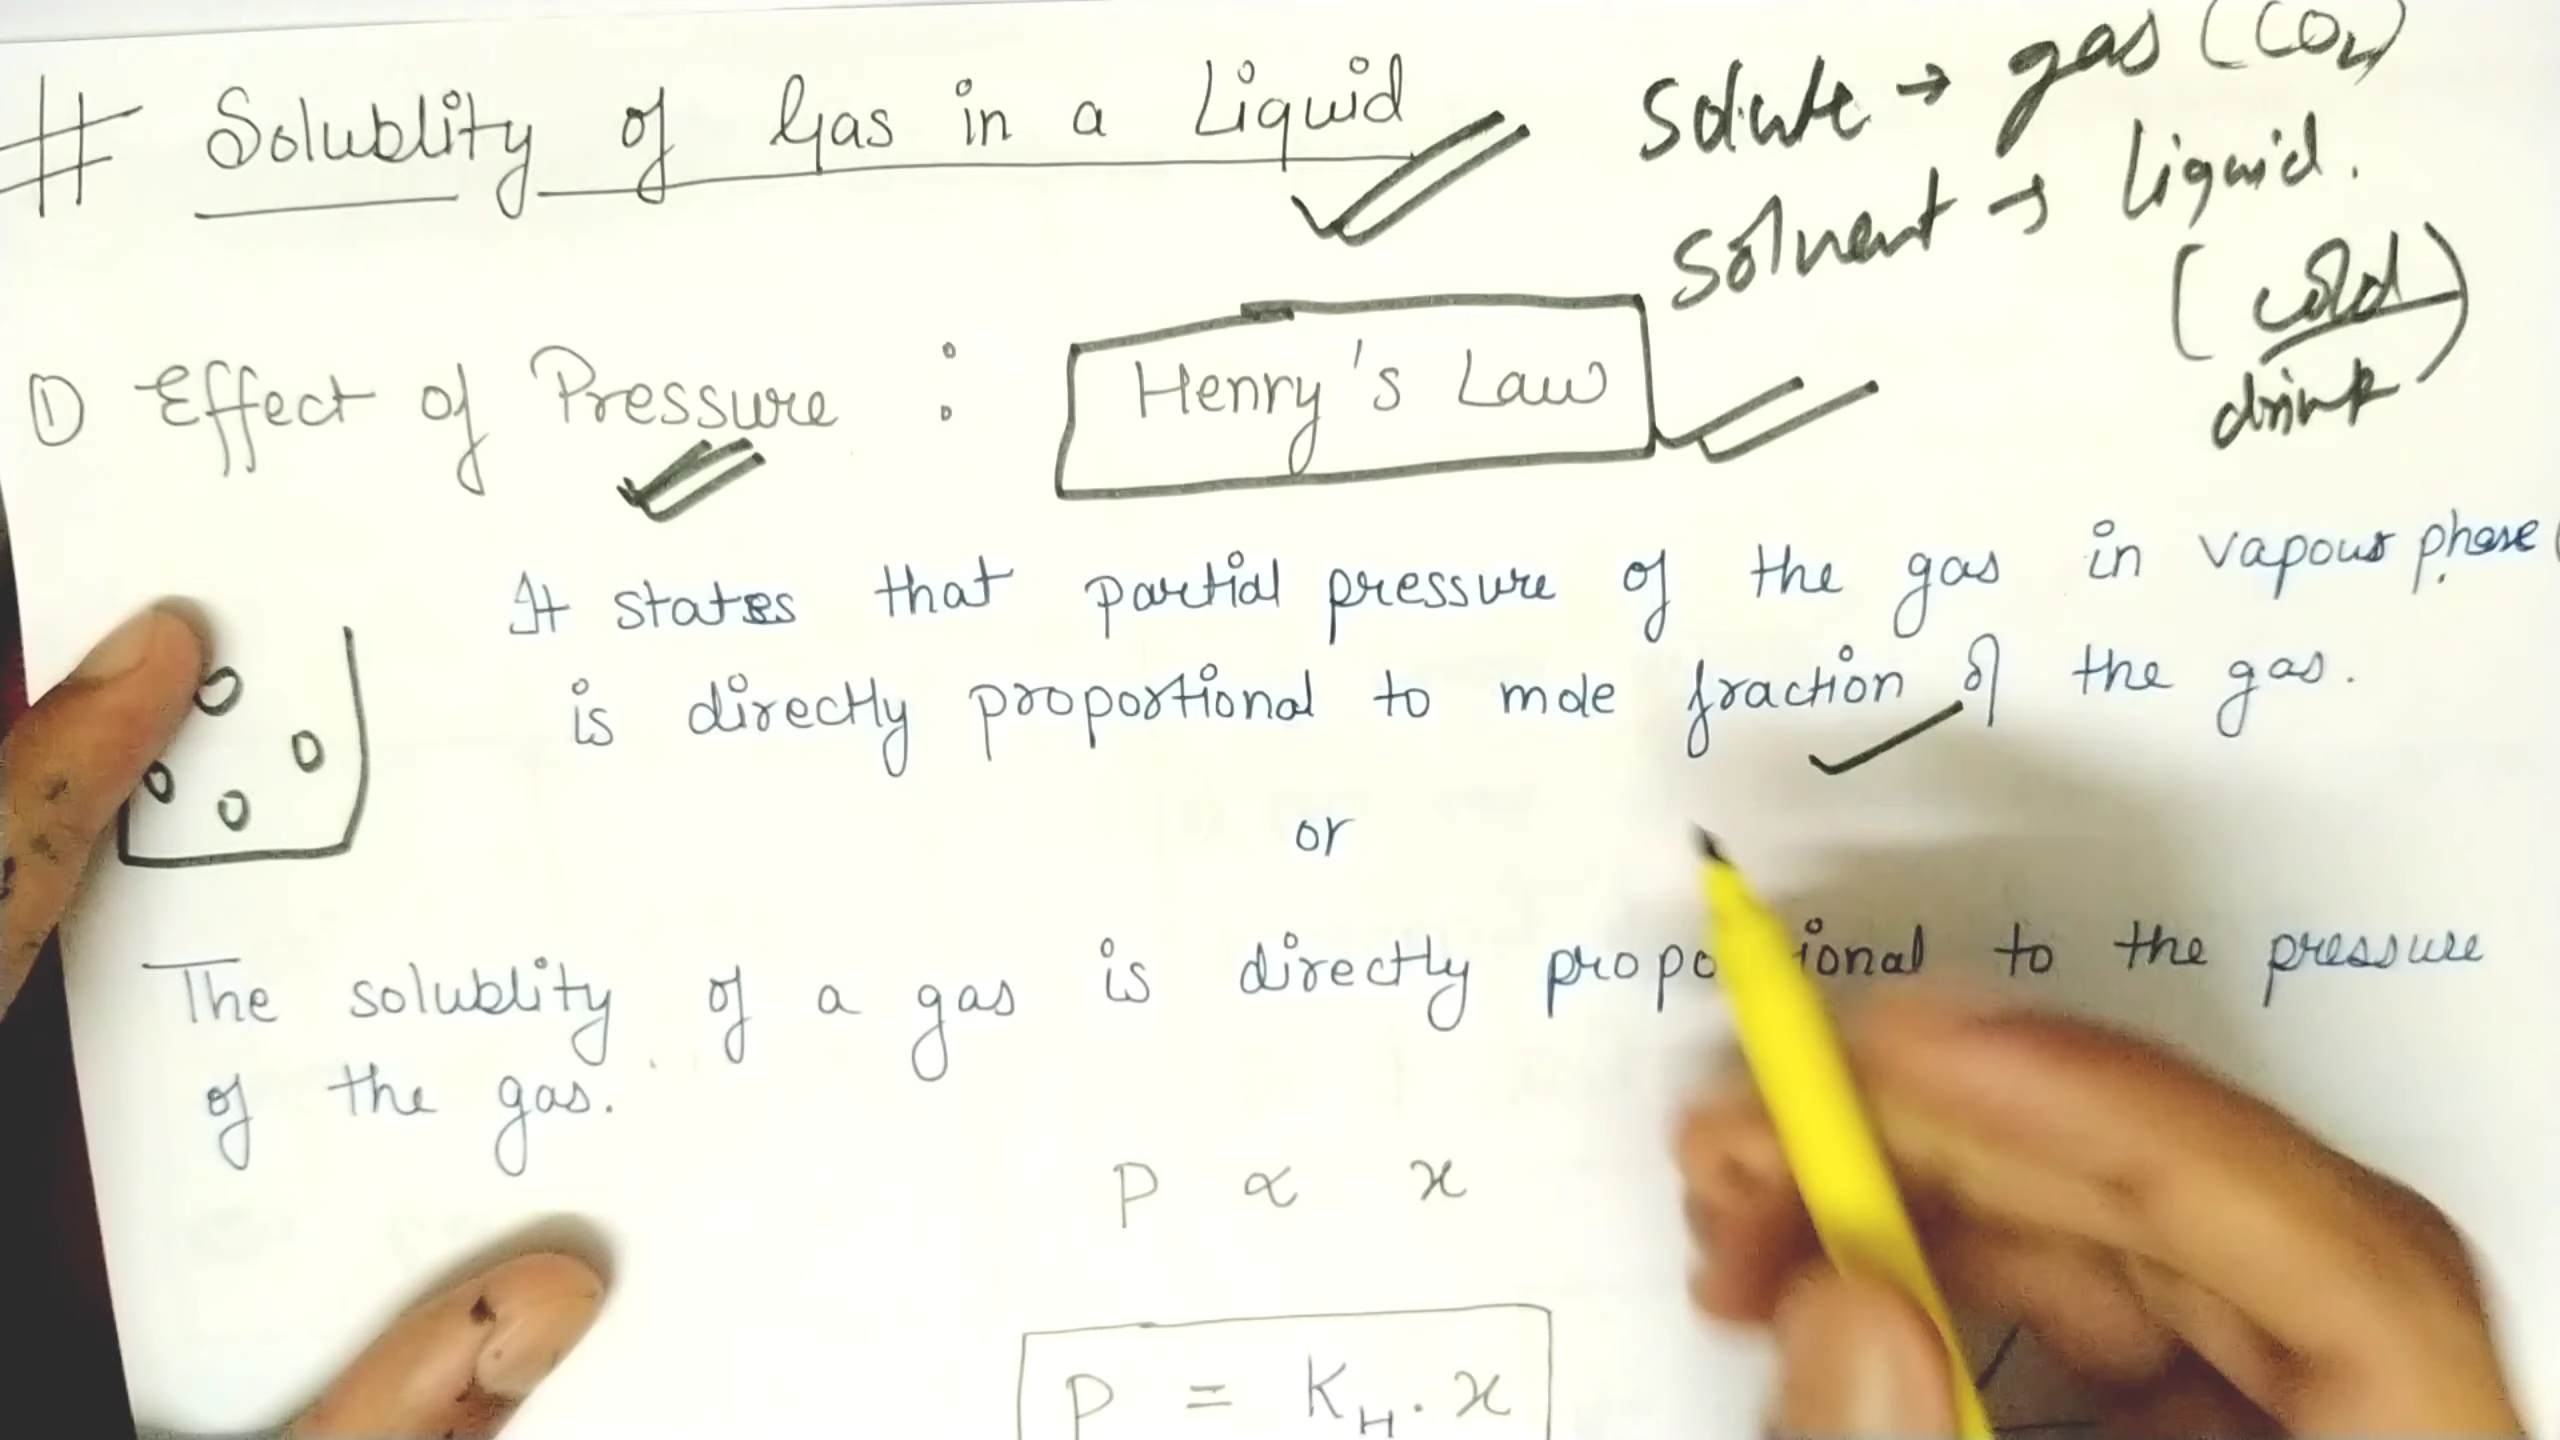 # Solublity of Gas in a Liquid
solute → gas (CO₂)
solvent → liquid.
(cold drink)
① Effect of Pressure : Henry's Law
It states that partial pressure of the gas in vapour phase (
is directly proportional to mole fraction of the gas.
or
The solublity of a gas is directly propo ional to the pressure
of the gas.
P ∝ x
P = K_H . x